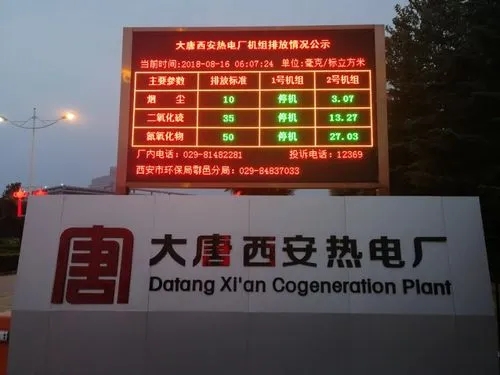 大唐西安热电厂机组排放情况公示
当前时间:2018-08-16 06:07:24 单位:毫克/标立方米
主要参数 排放标准 1号机组 2号机组
烟 尘 10 停机 3.07
二氧化硫 35 停机 13.27
氮氧化物 50 停机 27.03
厂内电话:029-81482281 投诉电话:12369
西安市环保局鄠邑分局:029-84837033
唐 大唐西安热电厂
Datang Xi'an Cogeneration Plant